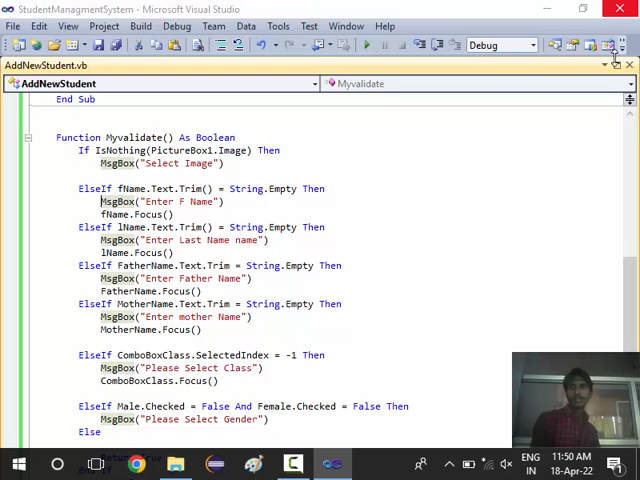 StudentManagmentSystem - Microsoft Visual Studio
File Edit View Project Build Debug Team Data Tools Test Window Help
Debug
AddNewStudent.vb
AddNewStudent Myvalidate
End Sub
Function Myvalidate() As Boolean
If IsNothing(PictureBox1.Image) Then
MsgBox("Select Image")
ElseIf fName.Text.Trim() = String.Empty Then
MsgBox("Enter F Name")
fName.Focus()
ElseIf lName.Text.Trim() = String.Empty Then
MsgBox("Enter Last Name name")
lName.Focus()
ElseIf FatherName.Text.Trim = String.Empty Then
MsgBox("Enter Father Name")
FatherName.Focus()
ElseIf MotherName.Text.Trim = String.Empty Then
MsgBox("Enter mother Name")
MotherName.Focus()
ElseIf ComboBoxClass.SelectedIndex = -1 Then
MsgBox("Please Select Class")
ComboBoxClass.Focus()
ElseIf Male.Checked = False And Female.Checked = False Then
MsgBox("Please Select Gender")
Else
Return True
End If
ENG 11:50 AM
IN 18-Apr-22
1